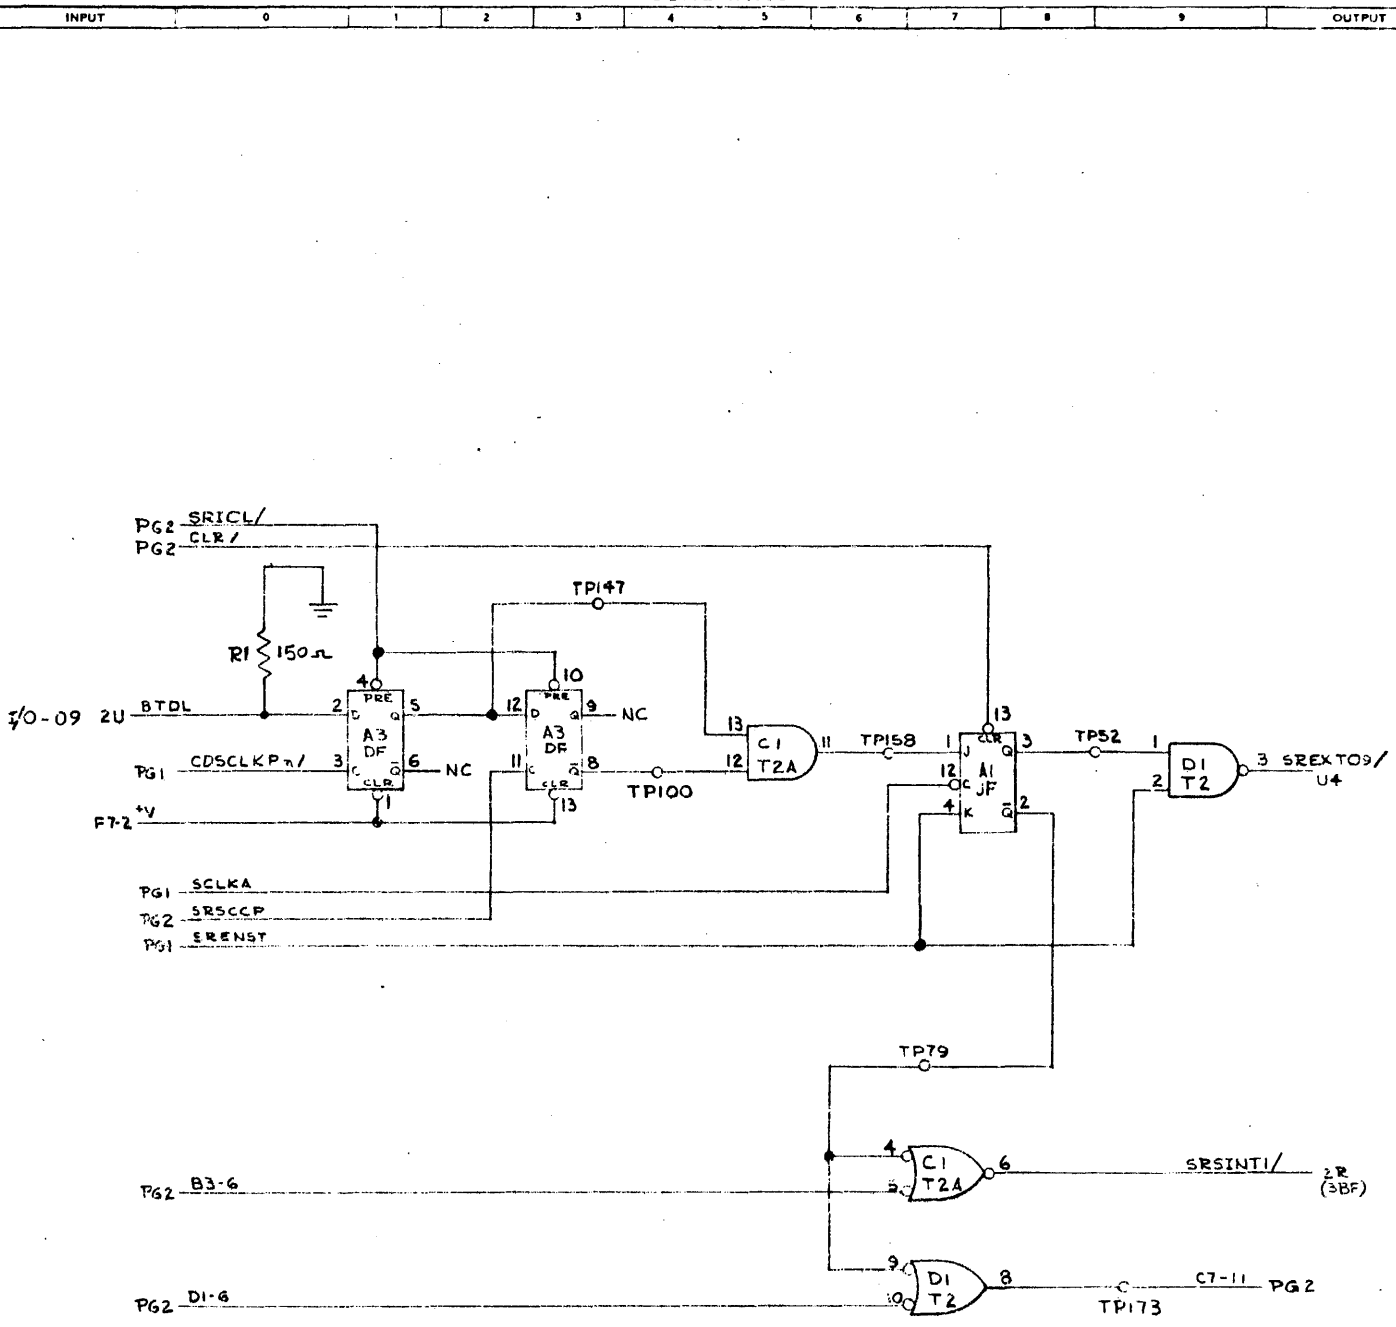 INPUT 0 1 2 3 4 5 6 7 8 9 OUTPUT
PG2 SRICL/
PG2 CLR/
TP147
R1 150Ω
4 PRE
10 PRE
I/O-09 2U BTDL 2 D Q 5
A3 DF
12 D Q 9 NC
A3 DF
PG1 CDSCLKPn/ 3 C Q̅ 6 NC
CLR 1
11 C Q̅ 8
CLR 13
TP100
F7-2 +V
13 12 C1 T2A 11
TP158
13 CLR
1 J Q 3
12 C A1 JF
4 K Q̅ 2
TP52
1 2 D1 T2 3 SREXT09/
U4
PG1 SCLKA
PG2 SRSCCP
PG1 SRENST
TP79
4 C1 T2A 6 SRSINT1/ 2R
(3BF)
PG2 B3-6 5
9 D1 T2 8 C7-11 PG2
TP173
PG2 D1-6 10